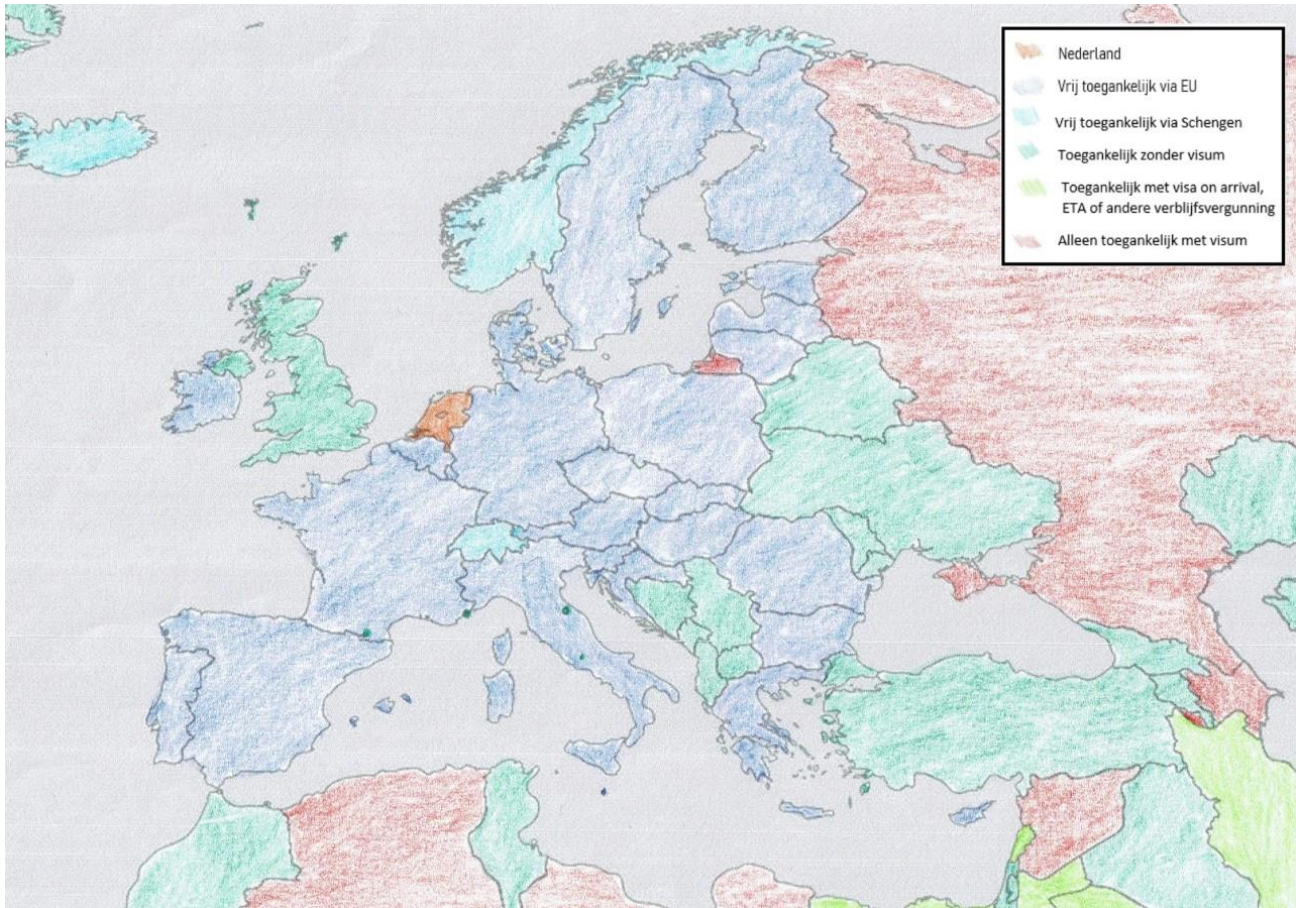 Nederland
Vrij toegankelijk via EU
Vrij toegankelijk via Schengen
Toegankelijk zonder visum
Toegankelijk met visa on arrival,
ETA of andere verblijfsvergunning
Alleen toegankelijk met visum